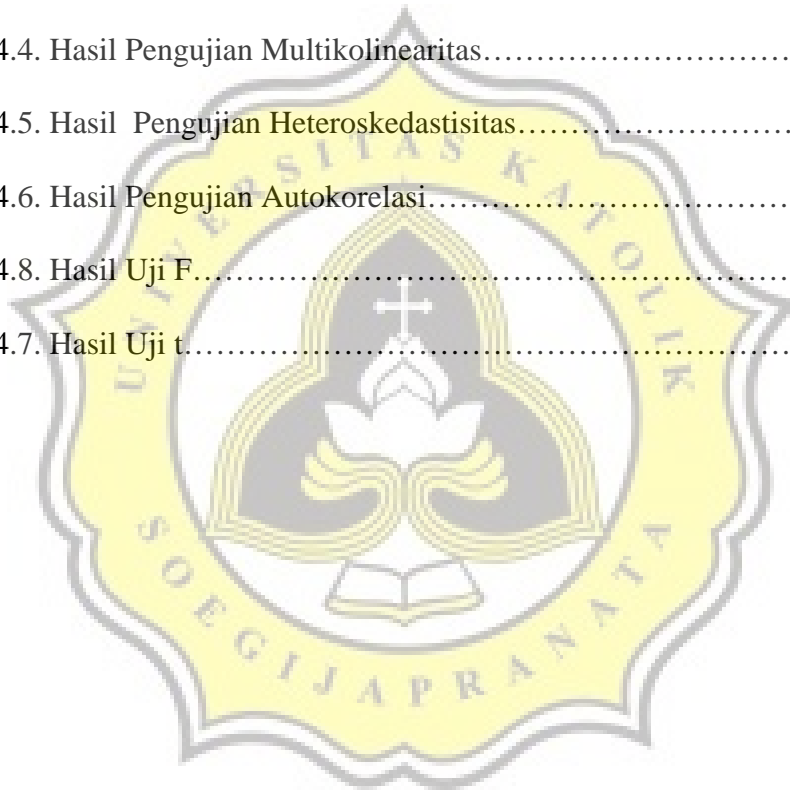 4.4. Hasil Pengujian Multikolinearitas…………………………
4.5. Hasil  Pengujian Heteroskedastisitas………………………
4.6. Hasil Pengujian Autokorelasi………………………………
4.8. Hasil Uji F……………………………………………………
4.7. Hasil Uji t……………………………………………………
UNIVERSITAS KATOLIK
SOEGIJAPRANATA